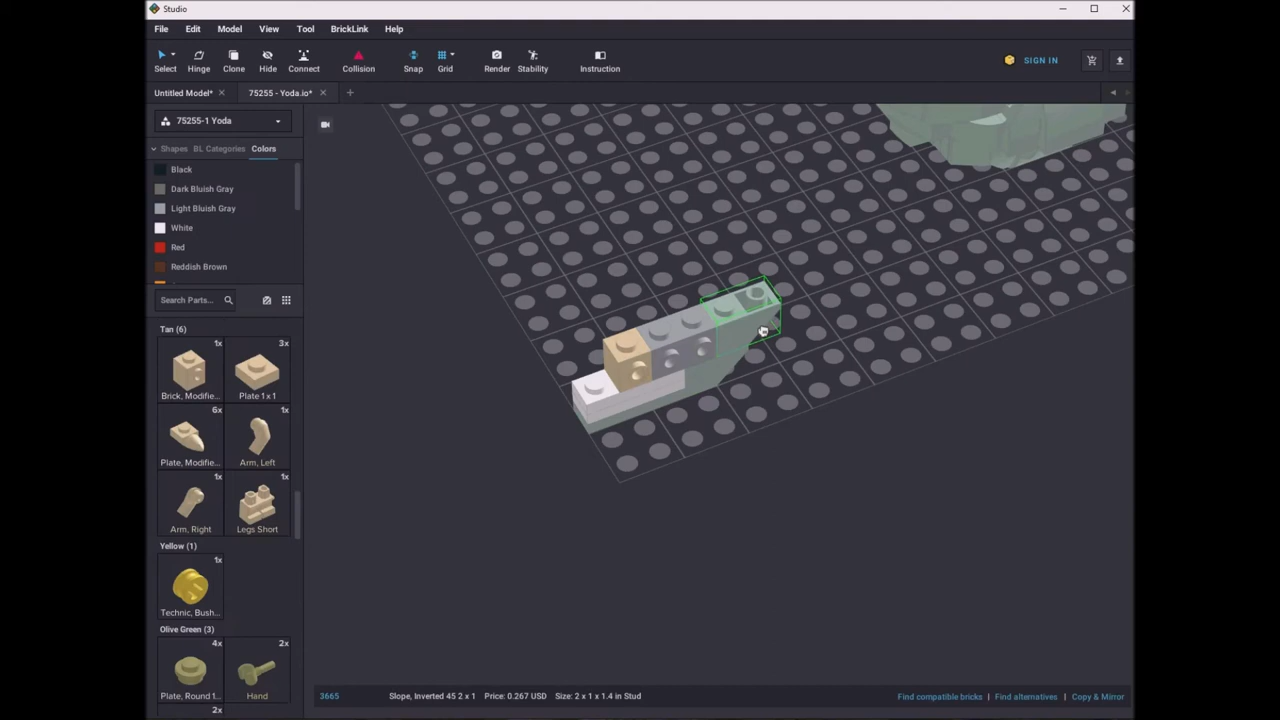 Studio
File Edit Model View Tool BrickLink Help
Select Hinge Clone Hide Connect Collision Snap Grid Render Stability Instruction SIGN IN
Untitled Model* 75255 - Yoda.io*
75255-1 Yoda
Shapes BL Categories Colors
Black
Dark Bluish Gray
Light Bluish Gray
White
Red
Reddish Brown
Search Parts...
Tan (6)
1x 3x
Brick, Modifie... Plate 1 x 1
6x 1x
Plate, Modifie... Arm, Left
1x 1x
Arm, Right Legs Short
Yellow (1)
1x
Technic, Bush...
Olive Green (3)
4x 2x
Plate, Round 1... Hand
2x
3665 Slope, Inverted 45 2 x 1 Price: 0.267 USD Size: 2 x 1 x 1.4 in Stud Find compatible bricks | Find alternatives | Copy & Mirror